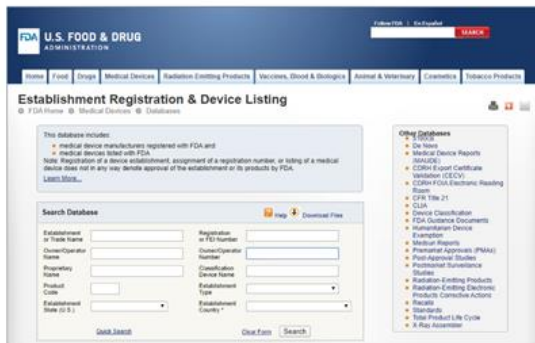 Follow FDA | En Español
SEARCH
FDA U.S. FOOD & DRUG
ADMINISTRATION
Home Food Drugs Medical Devices Radiation-Emitting Products Vaccines, Blood & Biologics Animal & Veterinary Cosmetics Tobacco Products
Establishment Registration & Device Listing
FDA Home Medical Devices Databases
This database includes:
medical device manufacturers registered with FDA and
medical devices listed with FDA
Note: Registration of a device establishment, assignment of a registration number, or listing of a medical
device does not in any way denote approval of the establishment or its products by FDA.
Learn More...
Search Database
Help Download Files
Establishment
or Trade Name
Registration
or FEI Number
Owner/Operator
Name
Owner/Operator
Number
Proprietary
Name
Classification
Device Name
Product
Code
Establishment
Type
Establishment
State (U.S.)
Establishment
Country *
Quick Search
Clear Form
Search
Other Databases
De Novo
Medical Device Reports
(MAUDE)
CDRH Export Certificate
Validation (CECV)
CDRH FOIA Electronic Reading
Room
CFR Title 21
CLIA
Device Classification
FDA Guidance Documents
Humanitarian Device
Exemption
Medsun Reports
Premarket Approvals (PMAs)
Post-Approval Studies
Postmarket Surveillance
Studies
Radiation-Emitting Products
Radiation-Emitting Electronic
Products Corrective Actions
Recalls
Standards
Total Product Life Cycle
X-Ray Assembler